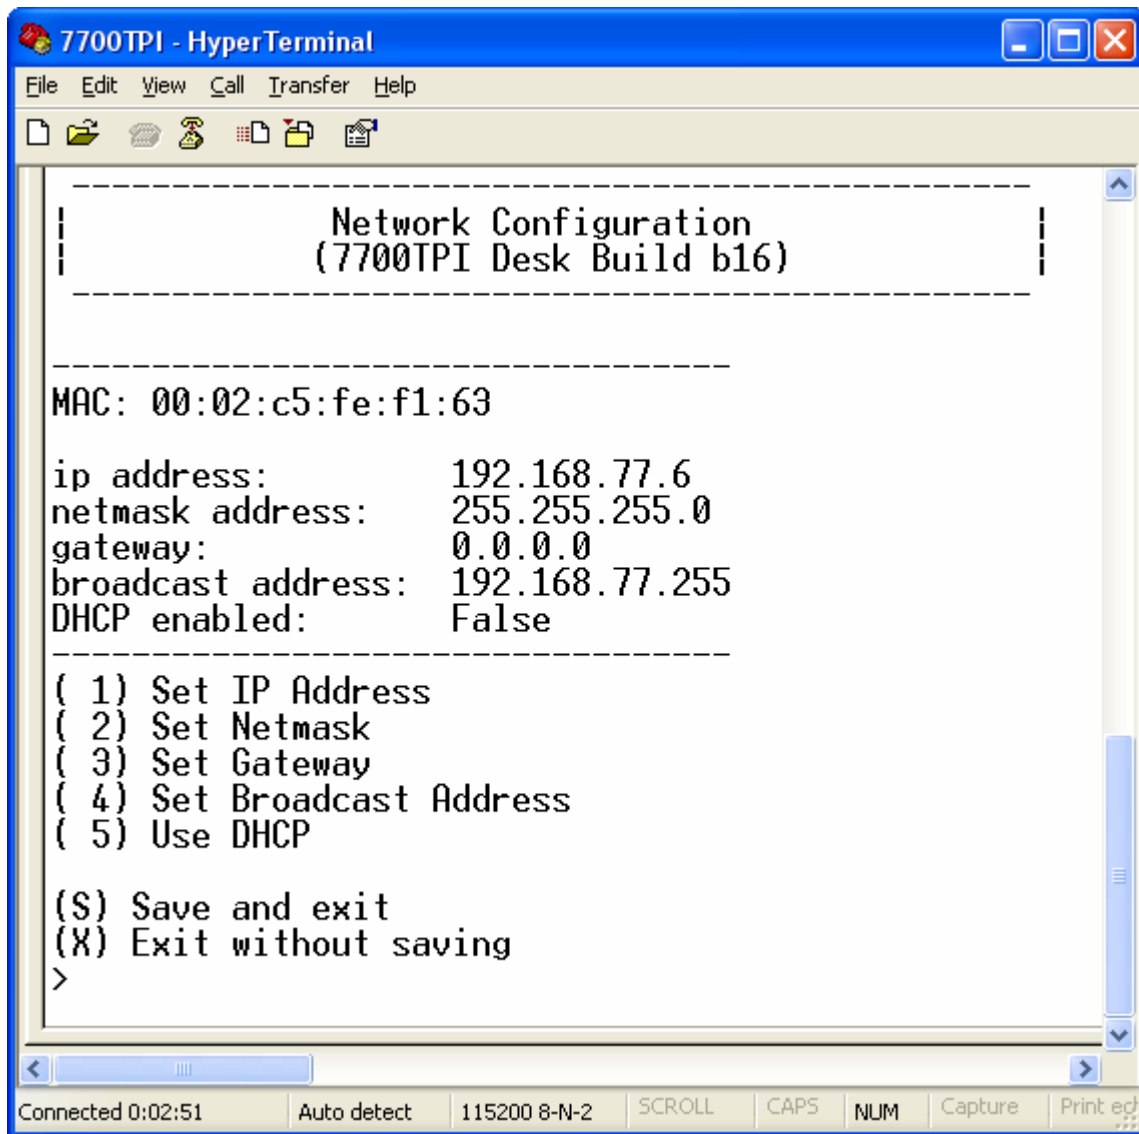 7700TPI - HyperTerminal
File Edit View Call Transfer Help
Network Configuration
(7700TPI Desk Build b16)
MAC: 00:02:c5:fe:f1:63
ip address: 192.168.77.6
netmask address: 255.255.255.0
gateway: 0.0.0.0
broadcast address: 192.168.77.255
DHCP enabled: False
( 1) Set IP Address
( 2) Set Netmask
( 3) Set Gateway
( 4) Set Broadcast Address
( 5) Use DHCP
(S) Save and exit
(X) Exit without saving
>
Connected 0:02:51 Auto detect 115200 8-N-2 SCROLL CAPS NUM Capture Print